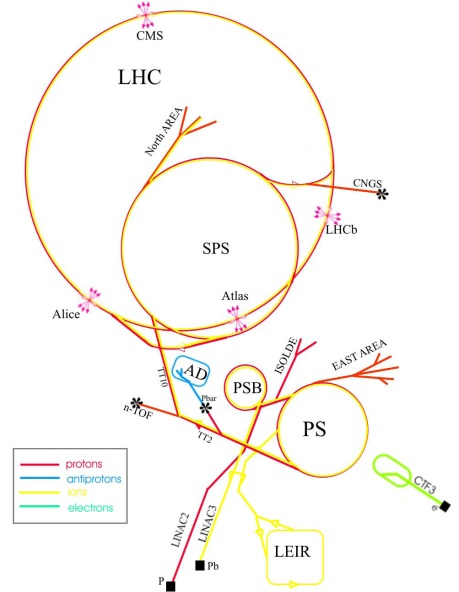 CMS
LHC
North AREA
CNGS
LHCb
SPS
Atlas
Alice
TT10
AD
ISOLDE
EAST AREA
PSB
Pbar
n-TOF
TT2
PS
protons
antiprotons
ions
electrons
CTF3
e-
LINAC2
LINAC3
LEIR
P
Pb